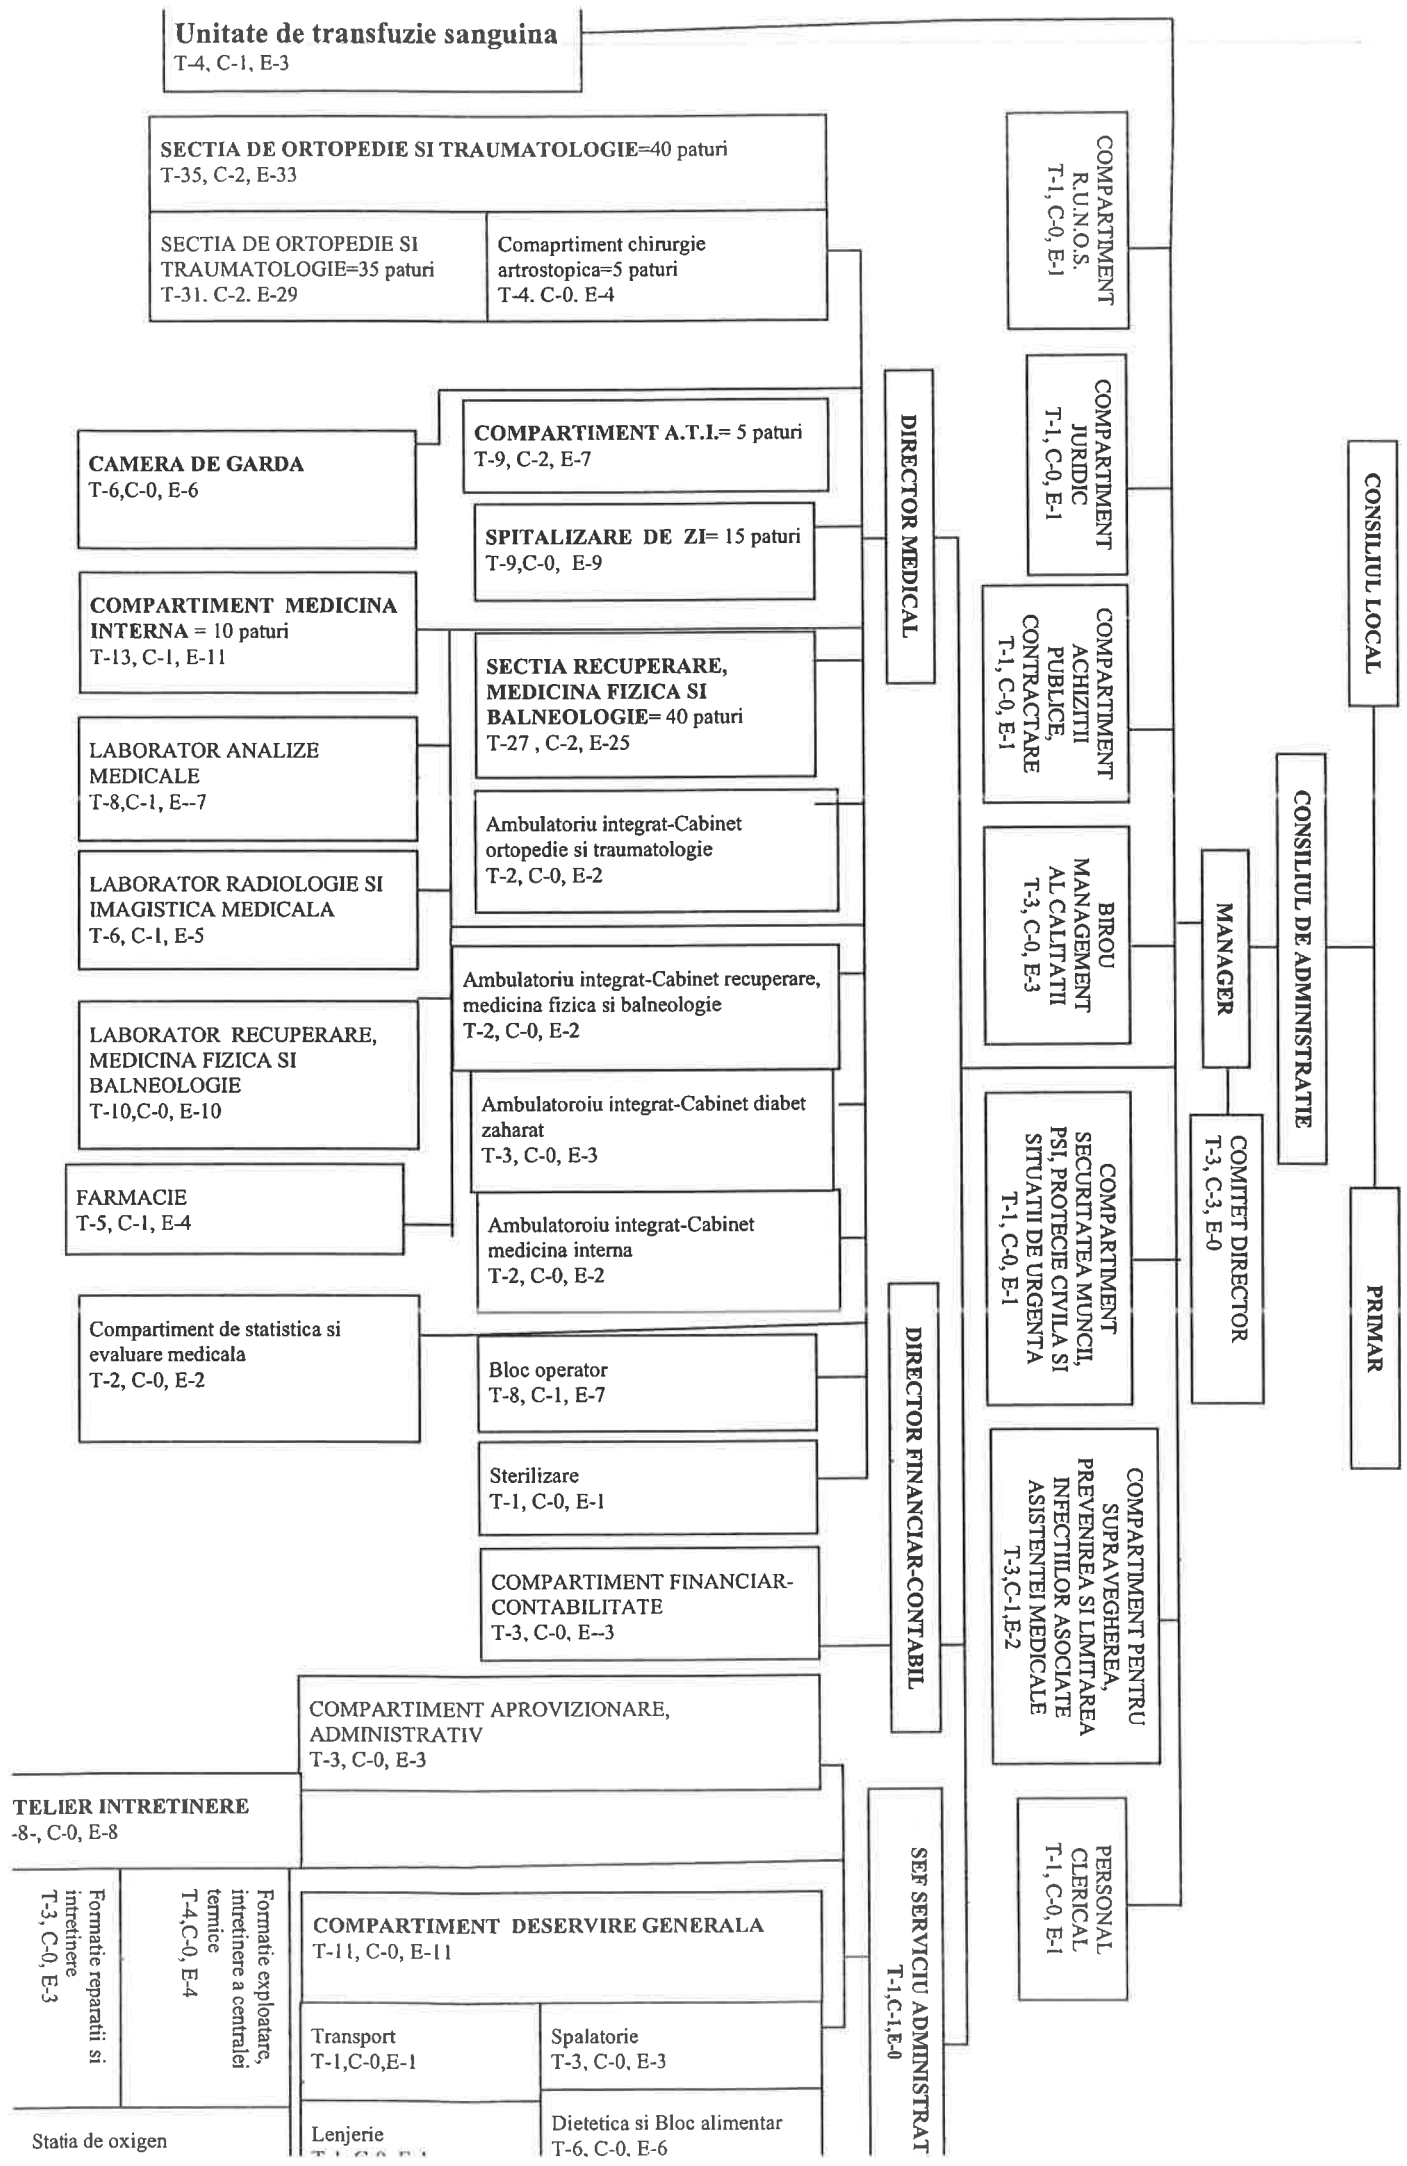 Unitate de transfuzie sanguina
T-4, C-1, E-3
SECTIA DE ORTOPEDIE SI TRAUMATOLOGIE=40 paturi
T-35, C-2, E-33
SECTIA DE ORTOPEDIE SI
TRAUMATOLOGIE=35 paturi
T-31. C-2. E-29
Comaprtiment chirurgie
artrostopica=5 paturi
T-4. C-0. E-4
CAMERA DE GARDA
T-6,C-0, E-6
COMPARTIMENT A.T.I.= 5 paturi
T-9, C-2, E-7
SPITALIZARE DE ZI= 15 paturi
T-9,C-0, E-9
COMPARTIMENT MEDICINA
INTERNA = 10 paturi
T-13, C-1, E-11
SECTIA RECUPERARE,
MEDICINA FIZICA SI
BALNEOLOGIE= 40 paturi
T-27 , C-2, E-25
LABORATOR ANALIZE
MEDICALE
T-8,C-1, E--7
Ambulatoriu integrat-Cabinet
ortopedie si traumatologie
T-2, C-0, E-2
LABORATOR RADIOLOGIE SI
IMAGISTICA MEDICALA
T-6, C-1, E-5
Ambulatoriu integrat-Cabinet recuperare,
medicina fizica si balneologie
T-2, C-0, E-2
LABORATOR RECUPERARE,
MEDICINA FIZICA SI
BALNEOLOGIE
T-10,C-0, E-10
Ambulatoroiu integrat-Cabinet diabet
zaharat
T-3, C-0, E-3
FARMACIE
T-5, C-1, E-4
Ambulatoroiu integrat-Cabinet
medicina interna
T-2, C-0, E-2
Compartiment de statistica si
evaluare medicala
T-2, C-0, E-2
Bloc operator
T-8, C-1, E-7
Sterilizare
T-1, C-0, E-1
COMPARTIMENT FINANCIAR-
CONTABILITATE
T-3, C-0, E--3
COMPARTIMENT APROVIZIONARE,
ADMINISTRATIV
T-3, C-0, E-3
TELIER INTRETINERE
-8-, C-0, E-8
Formatie reparatii si
intretinere
T-3, C-0, E-3
Formatie exploatare,
intretinere a centralei
termice
T-4,C-0, E-4
Statia de oxigen
COMPARTIMENT DESERVIRE GENERALA
T-11, C-0, E-11
Transport
T-1,C-0,E-1
Spalatorie
T-3, C-0, E-3
Lenjerie
Dietetica si Bloc alimentar
T-6, C-0, E-6
DIRECTOR MEDICAL
DIRECTOR FINANCIAR-CONTABIL
SEF SERVICIU ADMINISTRAT
T-1,C-1,E-0
COMPARTIMENT
R.U.N.O.S.
T-1, C-0, E-1
COMPARTIMENT
JURIDIC
T-1, C-0, E-1
COMPARTIMENT
ACHIZITII
PUBLICE,
CONTRACTARE
T-1, C-0, E-1
BIROU
MANAGEMENT
AL CALITATII
T-3, C-0, E-3
COMPARTIMENT
SECURITATEA MUNCII,
PSI, PROTECIE CIVILA SI
SITUATII DE URGENTA
T-1, C-0, E-1
COMPARTIMENT PENTRU
SUPRAVEGHEREA,
PREVENIREA SI LIMITAREA
INFECTIILOR ASOCIATE
ASISTENTEI MEDICALE
T-3,C-1,E-2
PERSONAL
CLERICAL
T-1, C-0, E-1
MANAGER
COMITET DIRECTOR
T-3, C-3, E-0
CONSILIUL DE ADMINISTRATIE
CONSILIUL LOCAL
PRIMAR